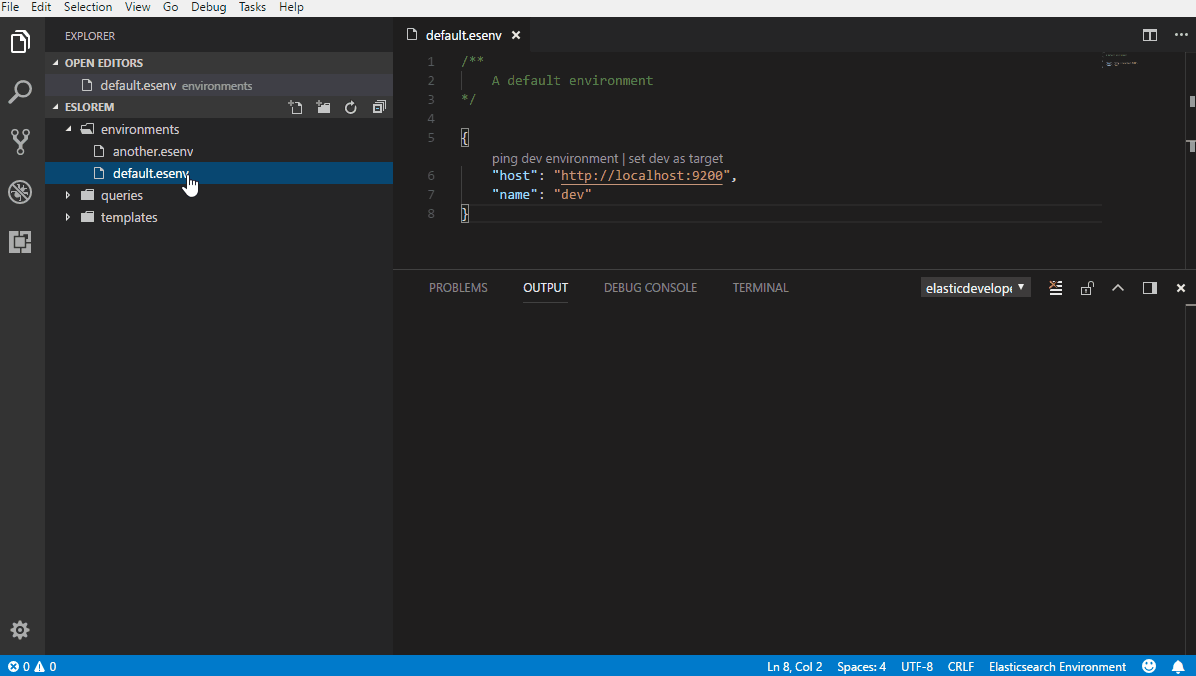 File Edit Selection View Go Debug Tasks Help
EXPLORER
OPEN EDITORS
default.esenv environments
ESLOREM
environments
another.esenv
default.esenv
queries
templates
default.esenv
1 /**
2 A default environment
3 */
4
5 {
ping dev environment | set dev as target
6 "host": "http://localhost:9200",
7 "name": "dev"
8 }
PROBLEMS OUTPUT DEBUG CONSOLE TERMINAL elasticdevelope
0 0 Ln 8, Col 2 Spaces: 4 UTF-8 CRLF Elasticsearch Environment